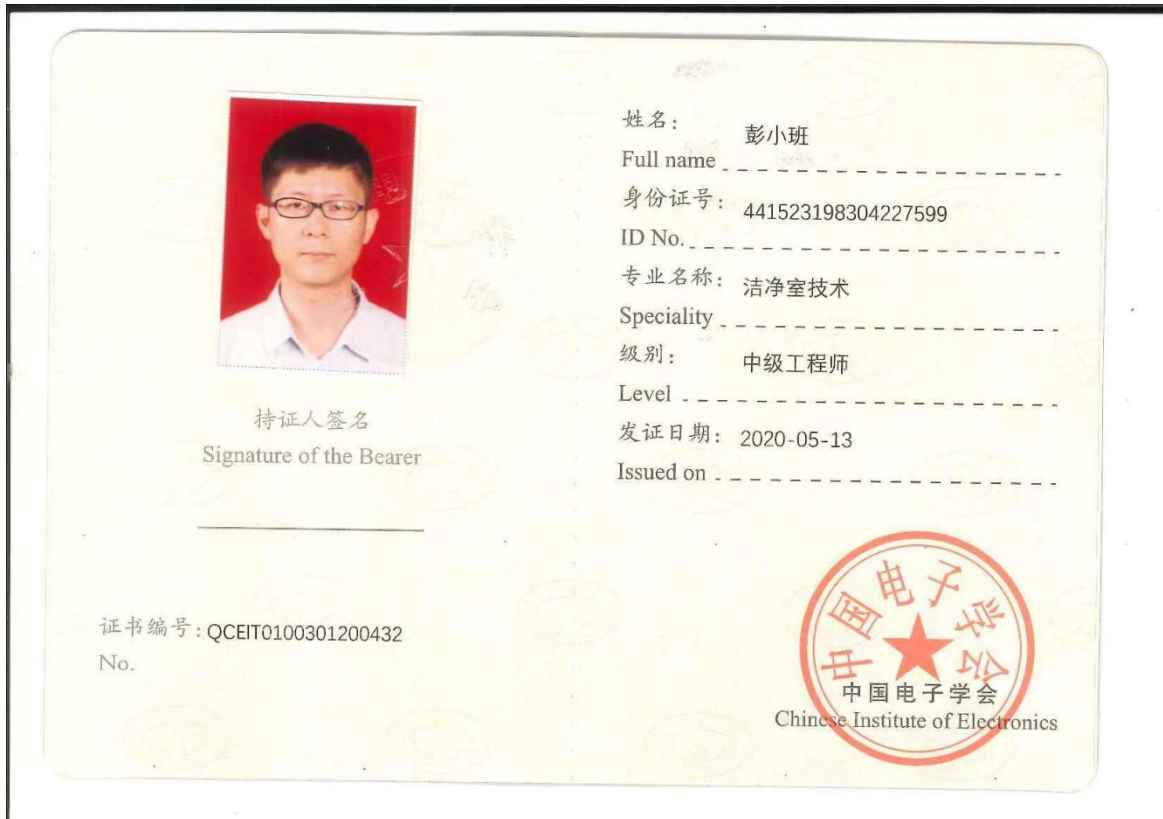 持证人签名
Signature of the Bearer
证书编号：QCEIT0100301200432
No.
姓名： 彭小班
Full name
身份证号： 441523198304227599
ID No.
专业名称： 洁净室技术
Speciality
级别： 中级工程师
Level
发证日期： 2020-05-13
Issued on
中国电子学会
中国电子学会
Chinese Institute of Electronics